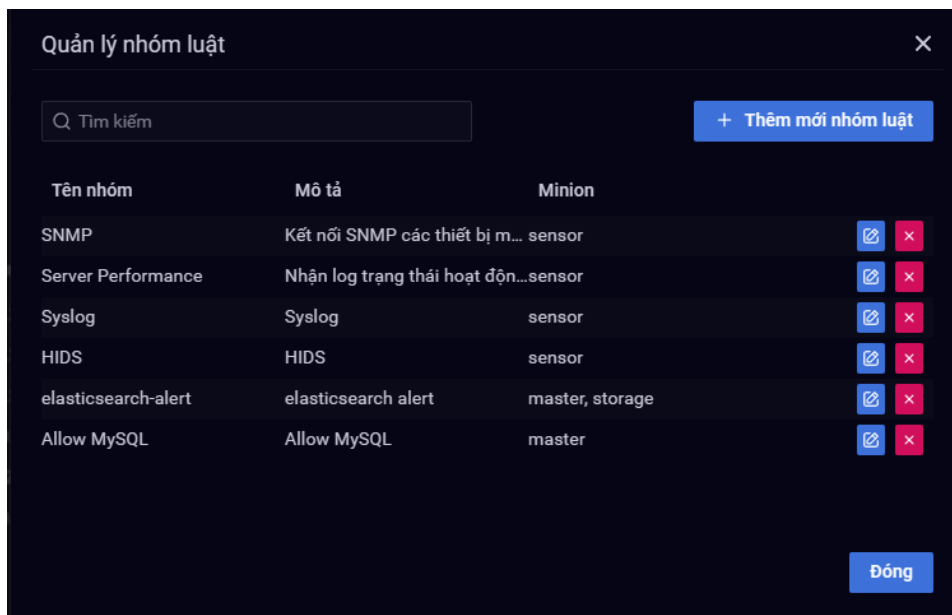 Quản lý nhóm luật
Tìm kiếm
Thêm mới nhóm luật
Tên nhóm Mô tả Minion
SNMP Kết nối SNMP các thiết bị m... sensor
Server Performance Nhận log trạng thái hoạt độn... sensor
Syslog Syslog sensor
HIDS HIDS sensor
elasticsearch-alert elasticsearch alert master, storage
Allow MySQL Allow MySQL master
Đóng